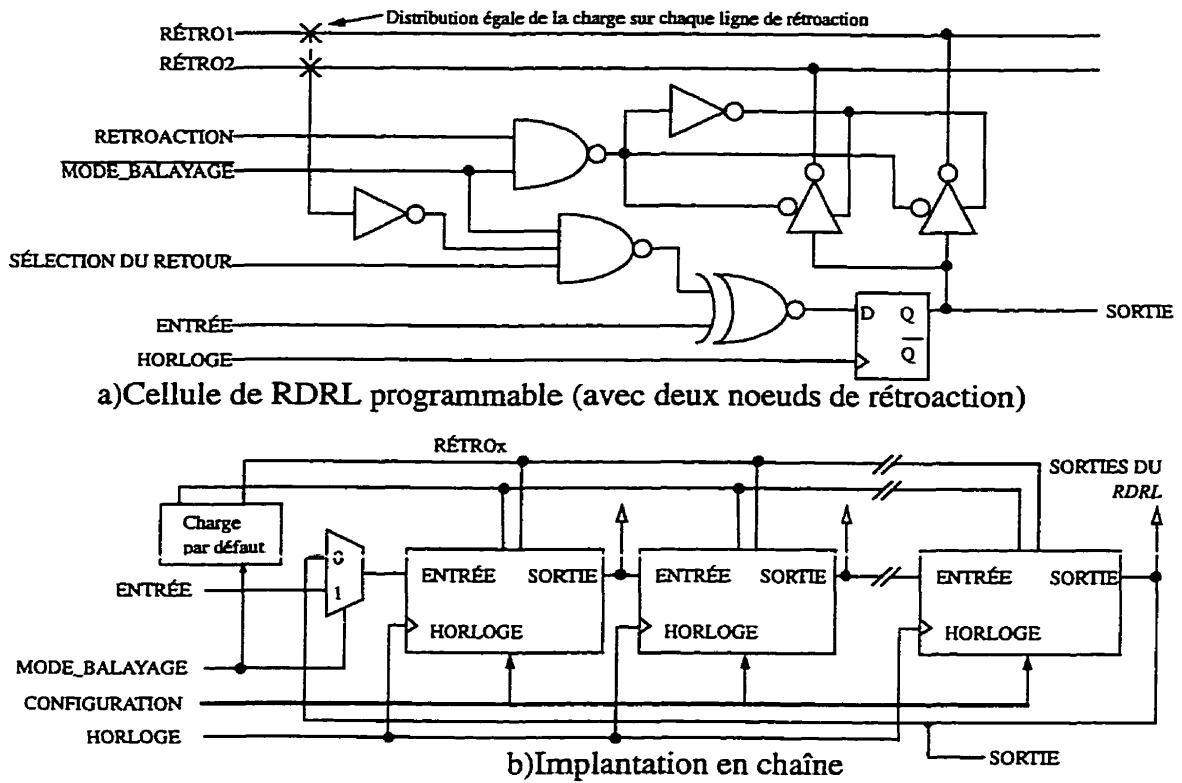 Distribution égale de la charge sur chaque ligne de rétroaction
RÉTRO1
RÉTRO2
RETROACTION
MODE_BALAYAGE
SÉLECTION DU RETOUR
ENTRÉE
HORLOGE
D Q
Q
SORTIE
a)Cellule de RDRL programmable (avec deux noeuds de rétroaction)
RÉTROx
SORTIES DU
RDRL
Charge
par défaut
0
1
ENTRÉE
ENTRÉE SORTIE
HORLOGE
ENTRÉE SORTIE
HORLOGE
ENTRÉE SORTIE
HORLOGE
MODE_BALAYAGE
CONFIGURATION
HORLOGE
SORTIE
b)Implantation en chaîne